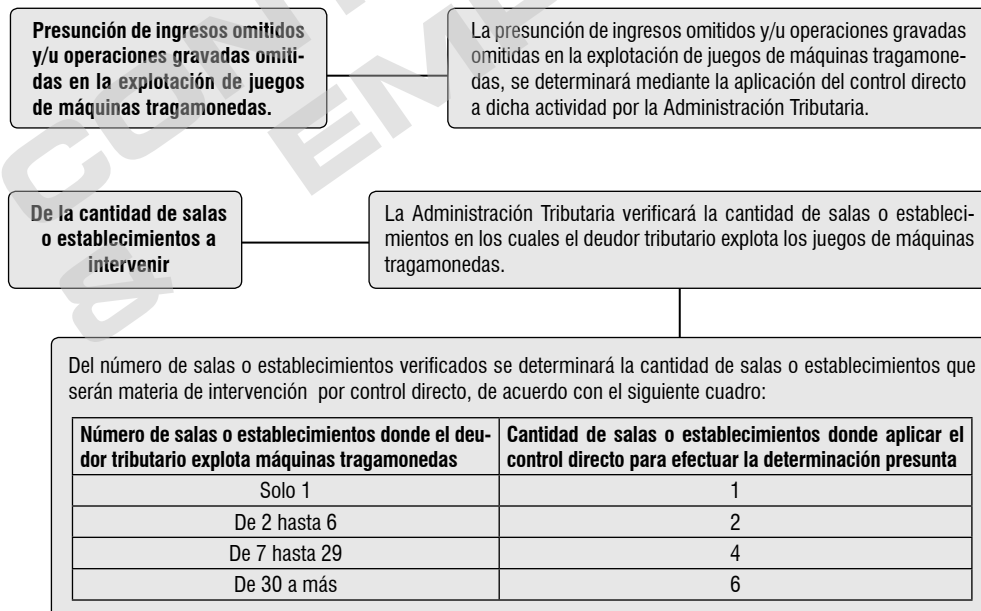 Presunción de ingresos omitidos
y/u operaciones gravadas omiti-
das en la explotación de juegos
de máquinas tragamonedas.
La presunción de ingresos omitidos y/u operaciones gravadas
omitidas en la explotación de juegos de máquinas tragamone-
das, se determinará mediante la aplicación del control directo
a dicha actividad por la Administración Tributaria.
De la cantidad de salas
o establecimientos a
intervenir
La Administración Tributaria verificará la cantidad de salas o estableci-
mientos en los cuales el deudor tributario explota los juegos de máquinas
tragamonedas.
Del número de salas o establecimientos verificados se determinará la cantidad de salas o establecimientos que
serán materia de intervención por control directo, de acuerdo con el siguiente cuadro:
Número de salas o establecimientos donde el deu-
dor tributario explota máquinas tragamonedas
Cantidad de salas o establecimientos donde aplicar el
control directo para efectuar la determinación presunta
Solo 1
1
De 2 hasta 6
2
De 7 hasta 29
4
De 30 a más
6